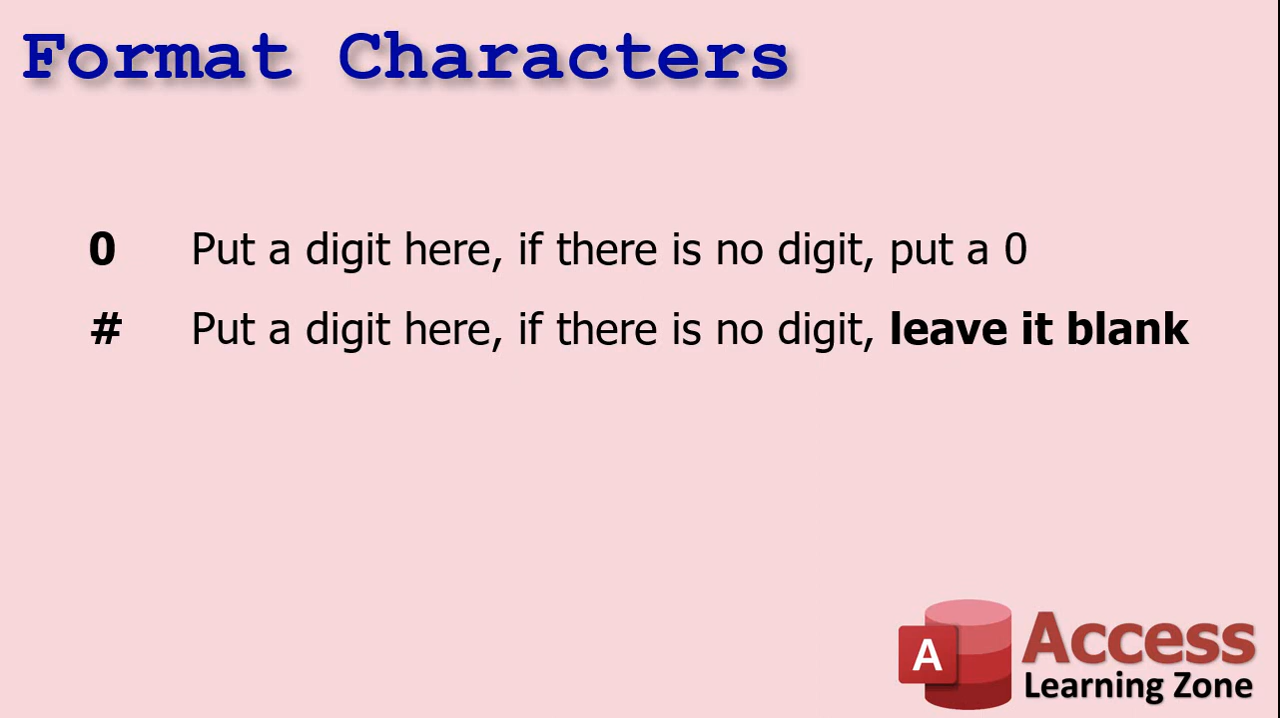 Format Characters
0 Put a digit here, if there is no digit, put a 0
# Put a digit here, if there is no digit, leave it blank
A
Access
Learning Zone